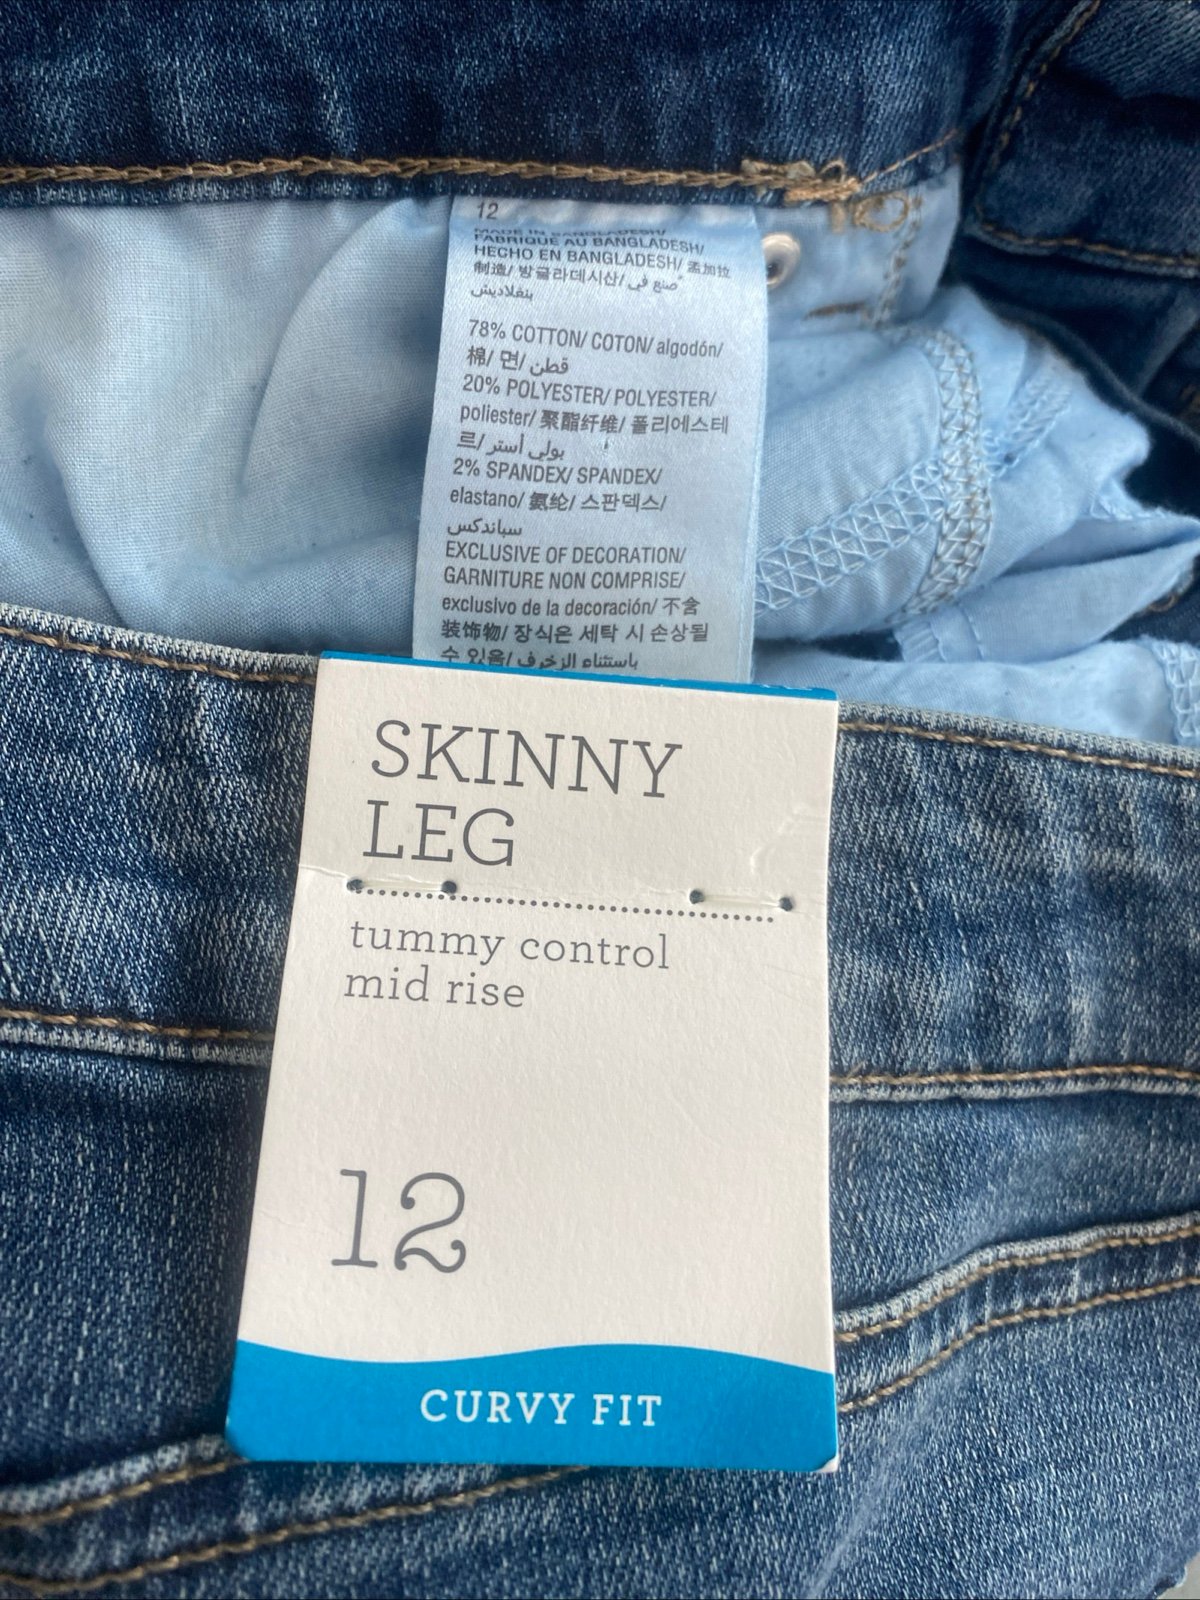 12
MADE IN BANGLADESH/
FABRIQUÉ AU BANGLADESH/
HECHO EN BANGLADESH/ 孟加拉
制造/ 방글라데시산/ صنع في
بنغلاديش
78% COTTON/ COTON/ algodón/
棉/ 면/ قطن
20% POLYESTER/ POLYESTER/
poliester/ 聚酯纤维/ 폴리에스테
르/ بولي أستر
2% SPANDEX/ SPANDEX/
elastano/ 氨纶/ 스판덱스/
سباندكس
EXCLUSIVE OF DECORATION/
GARNITURE NON COMPRISE/
exclusivo de la decoración/ 不含
装饰物/ 장식은 세탁 시 손상될
수 있음/ باستثناء الزخرف
SKINNY
LEG
tummy control
mid rise
12
CURVY FIT